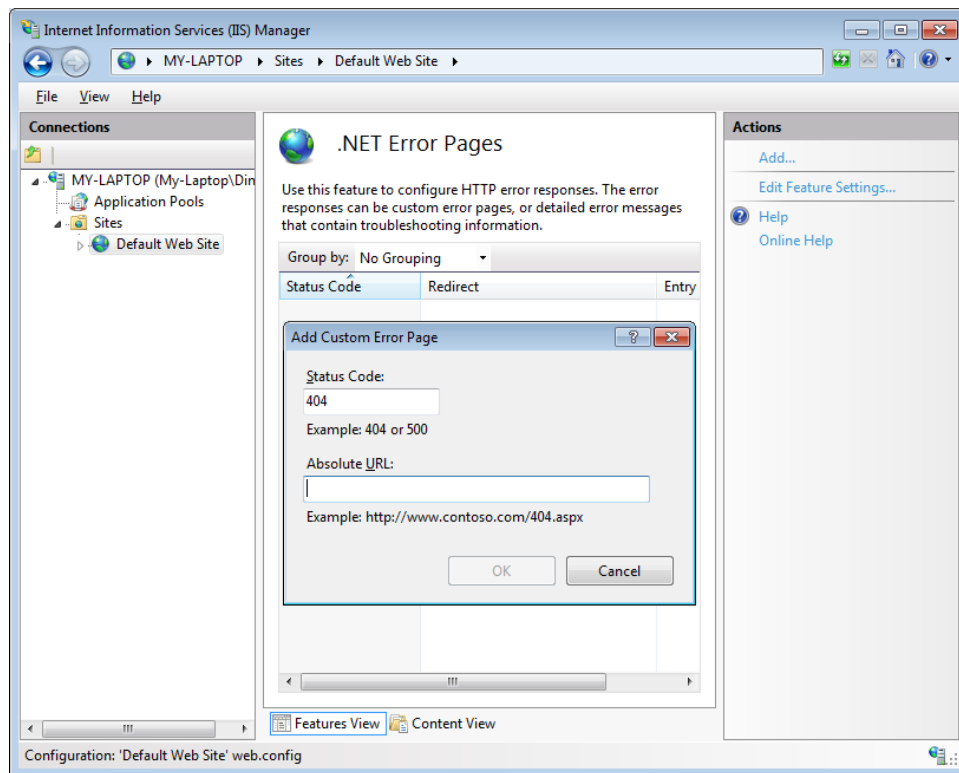 Internet Information Services (IIS) Manager
MY-LAPTOP Sites Default Web Site
File View Help
Connections
MY-LAPTOP (My-Laptop\Din
Application Pools
Sites
Default Web Site
.NET Error Pages
Use this feature to configure HTTP error responses. The error
responses can be custom error pages, or detailed error messages
that contain troubleshooting information.
Group by: No Grouping
Status Code Redirect Entry
Add Custom Error Page
Status Code:
404
Example: 404 or 500
Absolute URL:
Example: http://www.contoso.com/404.aspx
OK Cancel
Features View Content View
Actions
Add...
Edit Feature Settings...
Help
Online Help
Configuration: 'Default Web Site' web.config